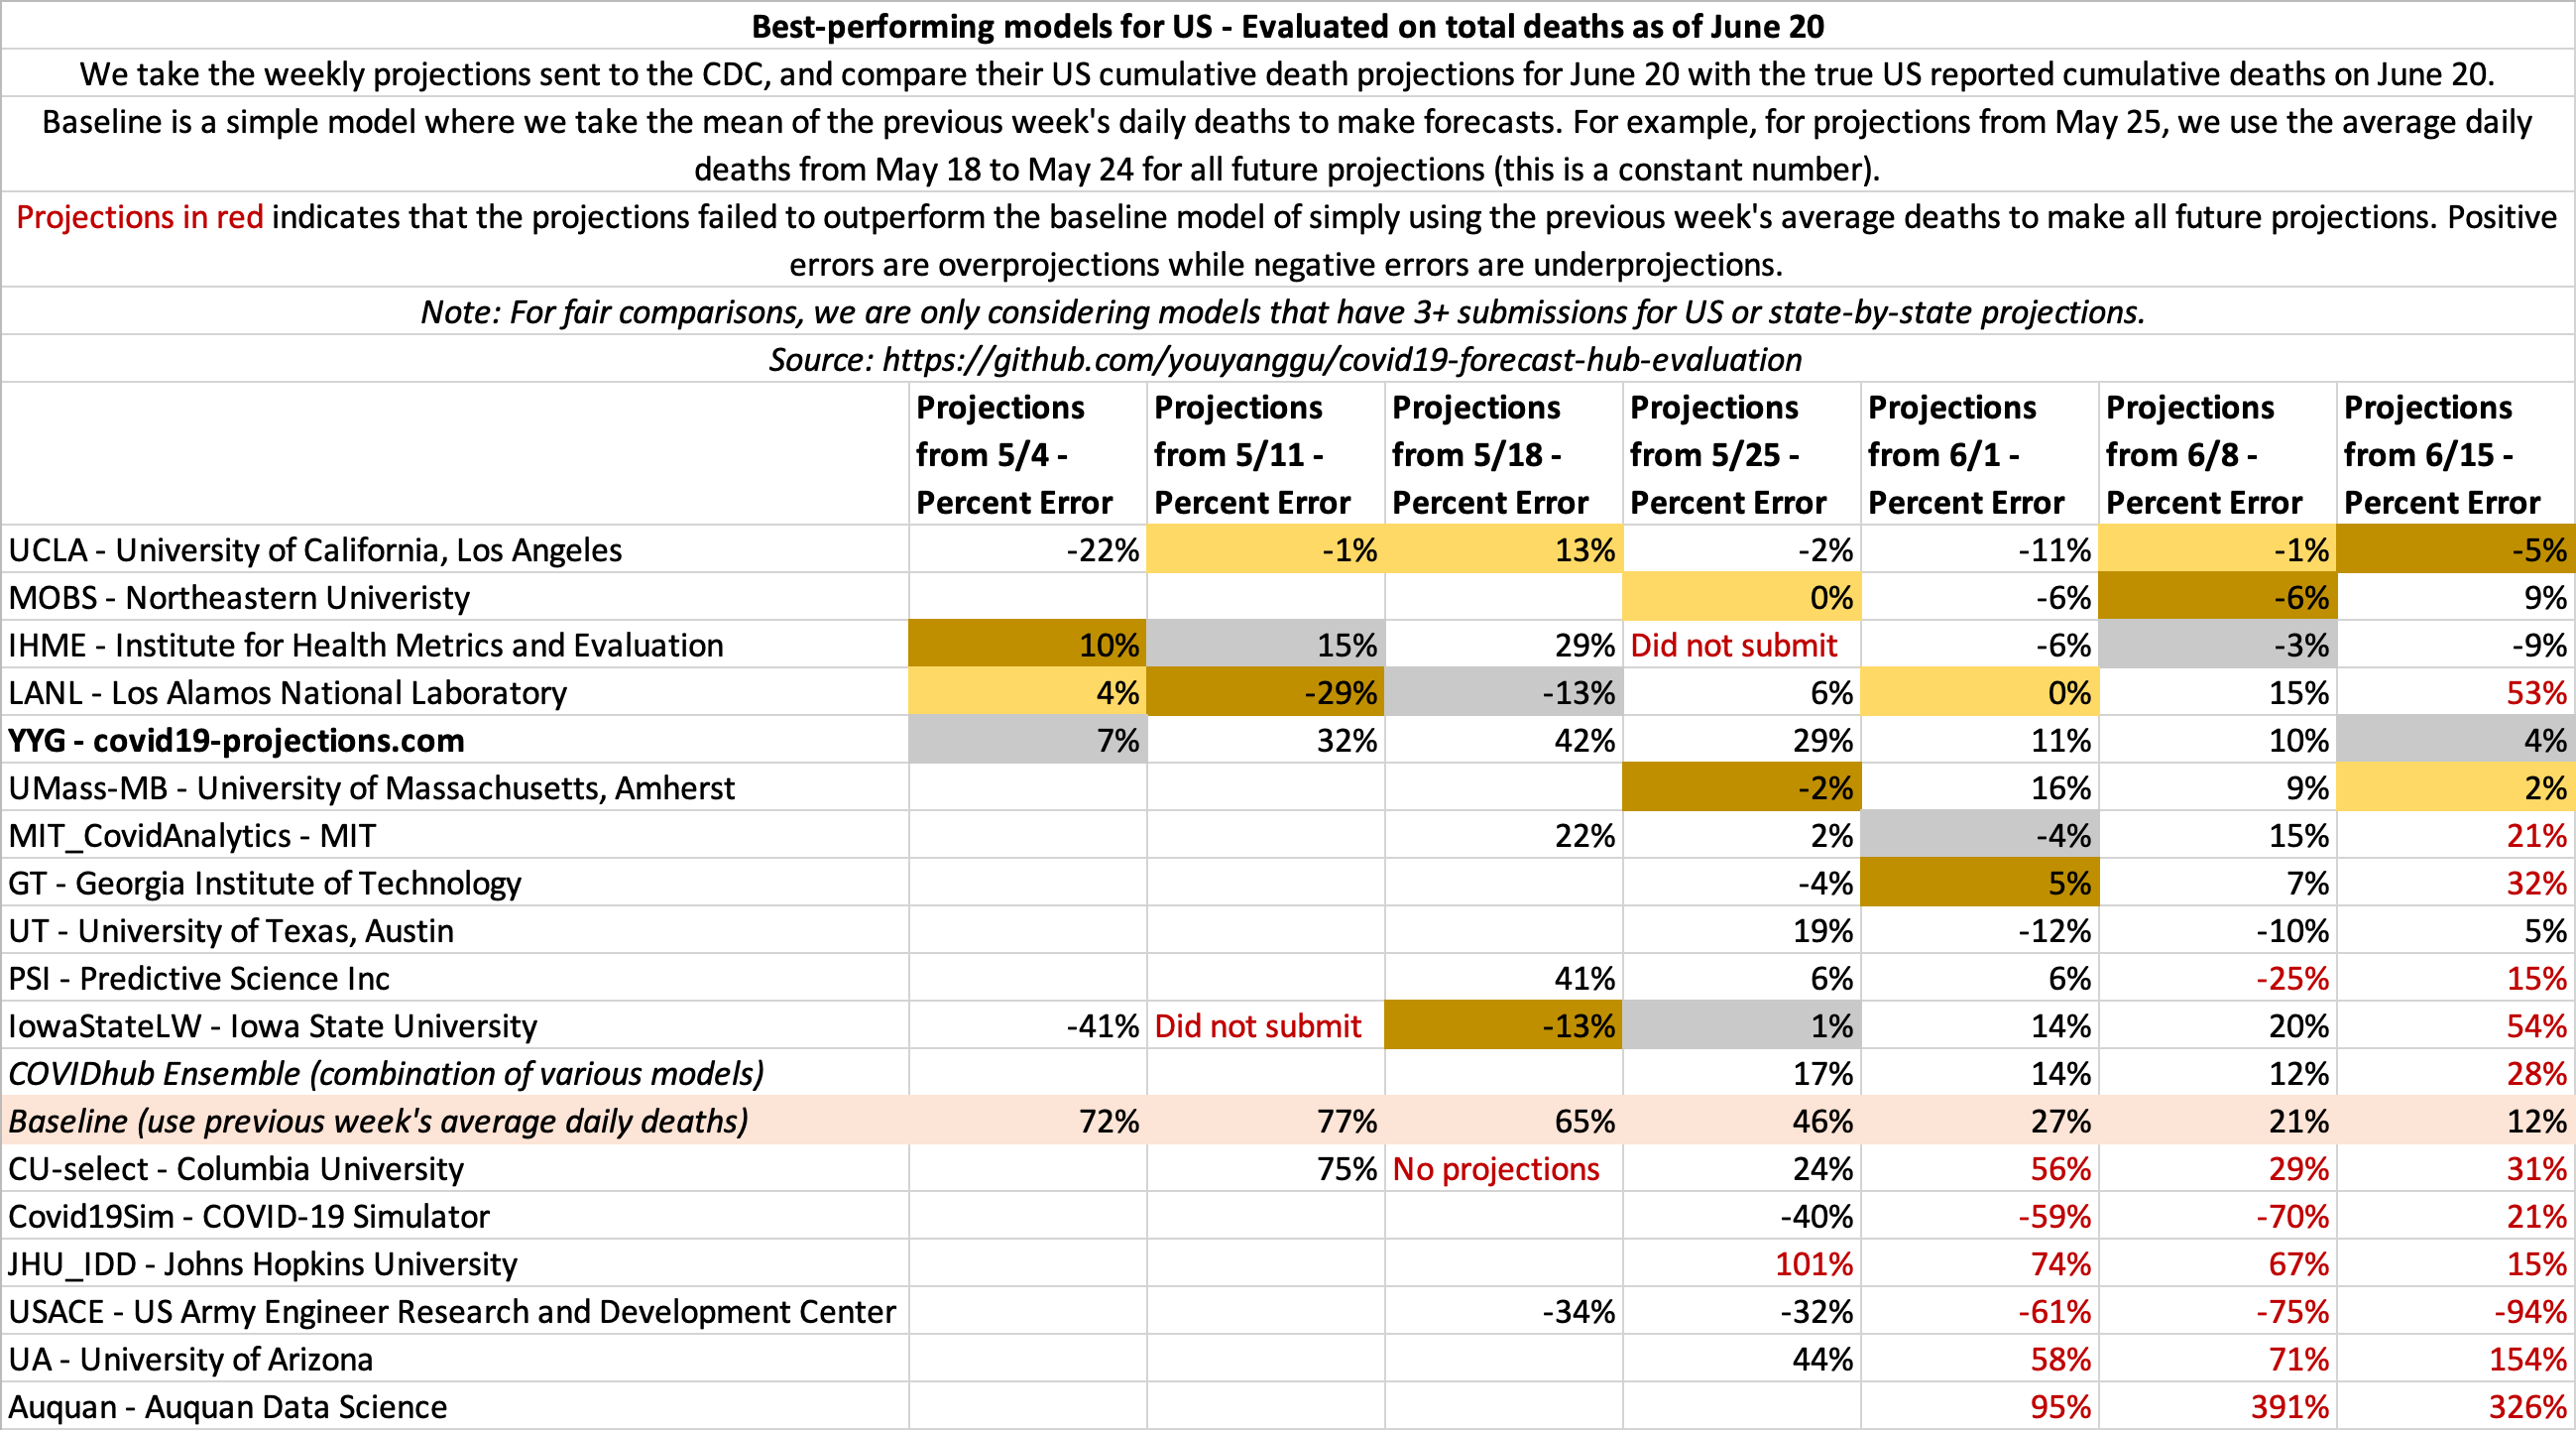 Best-performing models for US - Evaluated on total deaths as of June 20
We take the weekly projections sent to the CDC, and compare their US cumulative death projections for June 20 with the true US reported cumulative deaths on June 20.
Baseline is a simple model where we take the mean of the previous week's daily deaths to make forecasts. For example, for projections from May 25, we use the average daily
deaths from May 18 to May 24 for all future projections (this is a constant number).
Projections in red indicates that the projections failed to outperform the baseline model of simply using the previous week's average deaths to make all future projections. Positive
errors are overprojections while negative errors are underprojections.
Note: For fair comparisons, we are only considering models that have 3+ submissions for US or state-by-state projections.
Source: https://github.com/youyanggu/covid19-forecast-hub-evaluation
Projections Projections Projections Projections Projections Projections Projections
from 5/4 - from 5/11 - from 5/18 - from 5/25 - from 6/1 - from 6/8 - from 6/15 -
Percent Error Percent Error Percent Error Percent Error Percent Error Percent Error Percent Error
UCLA - University of California, Los Angeles -22% -1% 13% -2% -11% -1% -5%
MOBS - Northeastern Univeristy 0% -6% -6% 9%
IHME - Institute for Health Metrics and Evaluation 10% 15% 29% Did not submit -6% -3% -9%
LANL - Los Alamos National Laboratory 4% -29% -13% 6% 0% 15% 53%
YYG - covid19-projections.com 7% 32% 42% 29% 11% 10% 4%
UMass-MB - University of Massachusetts, Amherst -2% 16% 9% 2%
MIT_CovidAnalytics - MIT 22% 2% -4% 15% 21%
GT - Georgia Institute of Technology -4% 5% 7% 32%
UT - University of Texas, Austin 19% -12% -10% 5%
PSI - Predictive Science Inc 41% 6% 6% -25% 15%
IowaStateLW - Iowa State University -41% Did not submit -13% 1% 14% 20% 54%
COVIDhub Ensemble (combination of various models) 17% 14% 12% 28%
Baseline (use previous week's average daily deaths) 72% 77% 65% 46% 27% 21% 12%
CU-select - Columbia University 75% No projections 24% 56% 29% 31%
Covid19Sim - COVID-19 Simulator -40% -59% -70% 21%
JHU_IDD - Johns Hopkins University 101% 74% 67% 15%
USACE - US Army Engineer Research and Development Center -34% -32% -61% -75% -94%
UA - University of Arizona 44% 58% 71% 154%
Auquan - Auquan Data Science 95% 391% 326%